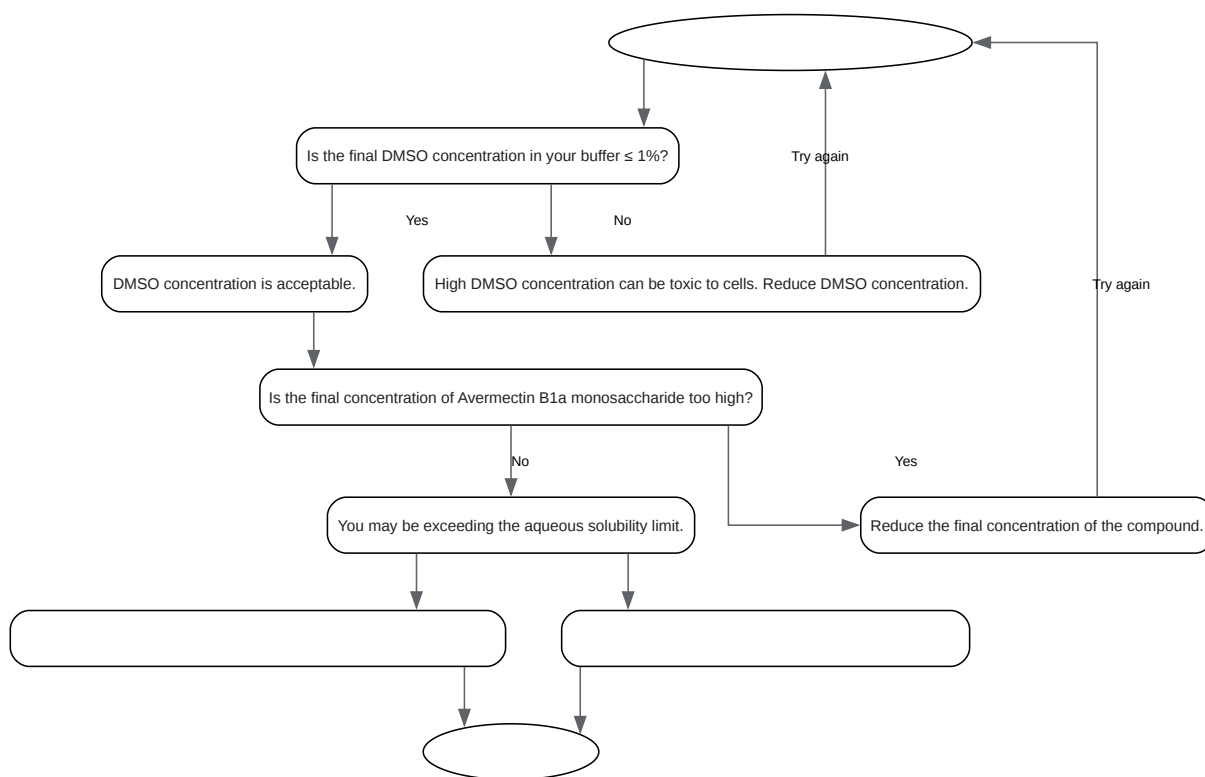 Is the final DMSO concentration in your buffer ≤ 1%?
Try again
Yes
No
DMSO concentration is acceptable.
High DMSO concentration can be toxic to cells. Reduce DMSO concentration.
Try again
Is the final concentration of Avermectin B1a monosaccharide too high?
No
Yes
You may be exceeding the aqueous solubility limit.
Reduce the final concentration of the compound.